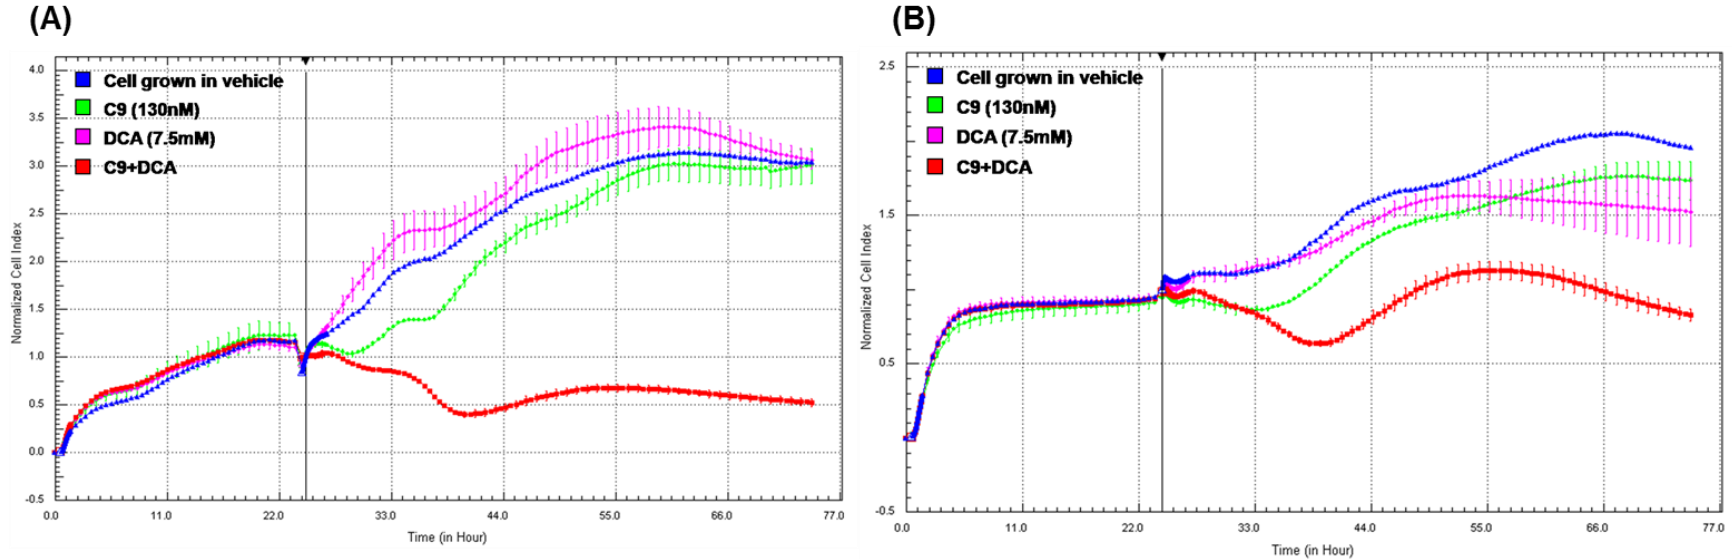 (A)
Cell grown in vehicle
C9 (130nM)
DCA (7.5mM)
C9+DCA
Normalized Cell Index
4.0
3.5
3.0
2.5
2.0
1.5
1.0
0.5
0.0
-0.5
0.0 11.0 22.0 33.0 44.0 55.0 66.0 77.0
Time (in Hour)
(B)
Cell grown in vehicle
C9 (130nM)
DCA (7.5mM)
C9+DCA
Normalized Cell Index
2.5
1.5
0.5
-0.5
0.0 11.0 22.0 33.0 44.0 55.0 66.0 77.0
Time (in Hour)